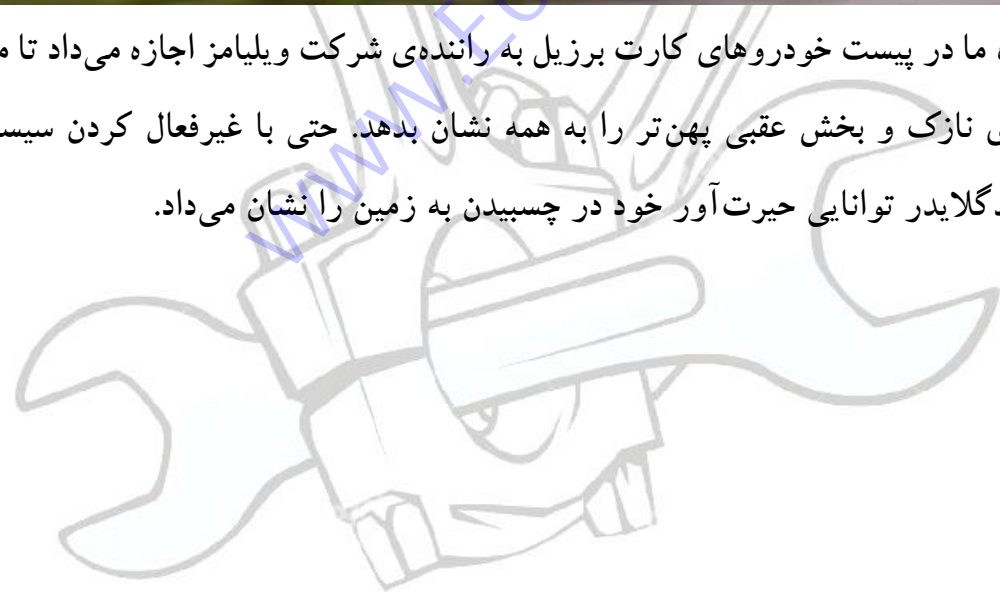 ما در پیست خودروهای کارت برزیل به راننده‌ی شرکت ویلیامز اجازه می‌داد تا
نازک و بخش عقبی پهن‌تر را به همه نشان بدهد. حتی با غیرفعال کردن
توانایی حیرت‌آور خود در چسبیدن به زمین را نشان می‌داد.
www.